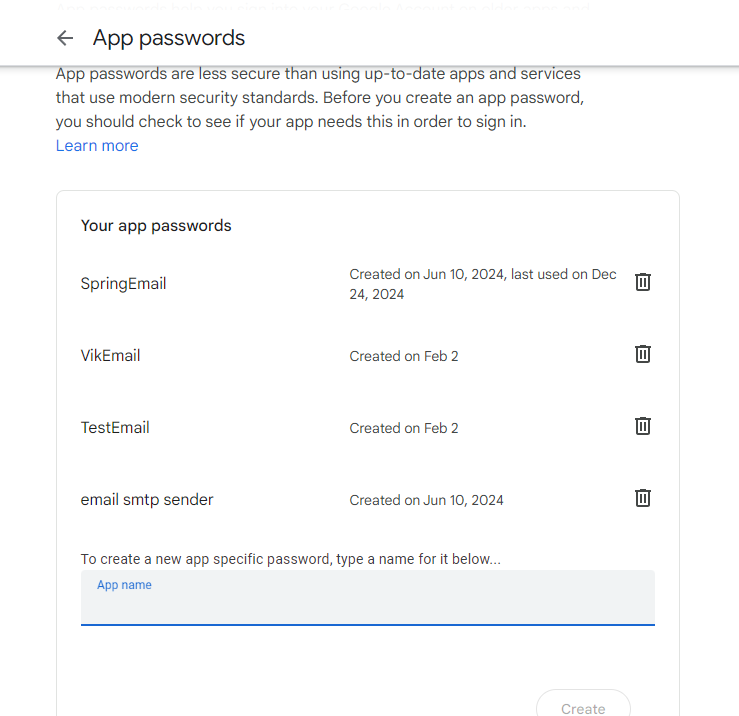 App passwords
App passwords are less secure than using up-to-date apps and services
that use modern security standards. Before you create an app password,
you should check to see if your app needs this in order to sign in.
Learn more
Your app passwords
SpringEmail
Created on Jun 10, 2024, last used on Dec
24, 2024
VikEmail
Created on Feb 2
TestEmail
Created on Feb 2
email smtp sender
Created on Jun 10, 2024
To create a new app specific password, type a name for it below...
App name
Create